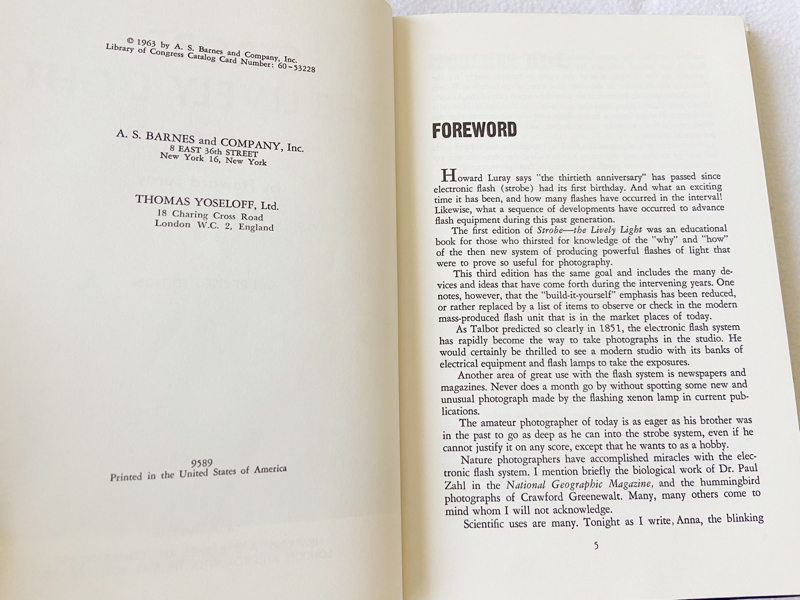 © 1963 by A. S. Barnes and Company, Inc.
Library of Congress Catalog Card Number: 60-53228
A. S. BARNES and COMPANY, Inc.
8 EAST 36th STREET
New York 16, New York
THOMAS YOSELOFF, Ltd.
18 Charing Cross Road
London W.C. 2, England
9589
Printed in the United States of America
FOREWORD
Howard Luray says "the thirtieth anniversary" has passed since
electronic flash (strobe) had its first birthday. And what an exciting
time it has been, and how many flashes have occurred in the interval!
Likewise, what a sequence of developments have occurred to advance
flash equipment during this past generation.
The first edition of Strobe—the Lively Light was an educational
book for those who thirsted for knowledge of the "why" and "how"
of the then new system of producing powerful flashes of light that
were to prove so useful for photography.
This third edition has the same goal and includes the many de-
vices and ideas that have come forth during the intervening years. One
notes, however, that the "build-it-yourself" emphasis has been reduced,
or rather replaced by a list of items to observe or check in the modern
mass-produced flash unit that is in the market places of today.
As Talbot predicted so clearly in 1851, the electronic flash system
has rapidly become the way to take photographs in the studio. He
would certainly be thrilled to see a modern studio with its banks of
electrical equipment and flash lamps to take the exposures.
Another area of great use with the flash system is newspapers and
magazines. Never does a month go by without spotting some new and
unusual photograph made by the flashing xenon lamp in current pub-
lications.
The amateur photographer of today is as eager as his brother was
in the past to go as deep as he can into the strobe system, even if he
cannot justify it on any score, except that he wants to as a hobby.
Nature photographers have accomplished miracles with the elec-
tronic flash system. I mention briefly the biological work of Dr. Paul
Zahl in the National Geographic Magazine, and the hummingbird
photographs of Crawford Greenewalt. Many, many others come to
mind whom I will not acknowledge.
Scientific uses are many. Tonight as I write, Anna, the blinking
5